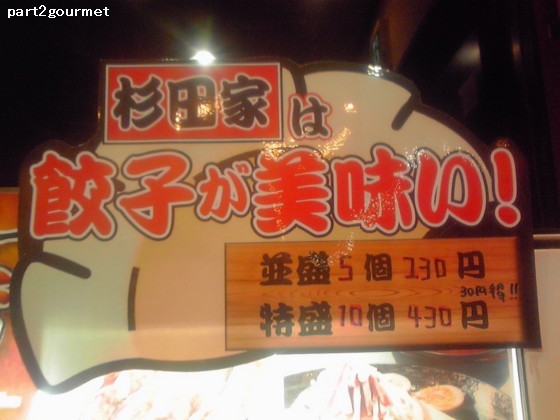 part2gourmet
杉田家は
餃子が美味い!
並盛5個230円
30円得!!
特盛10個430円